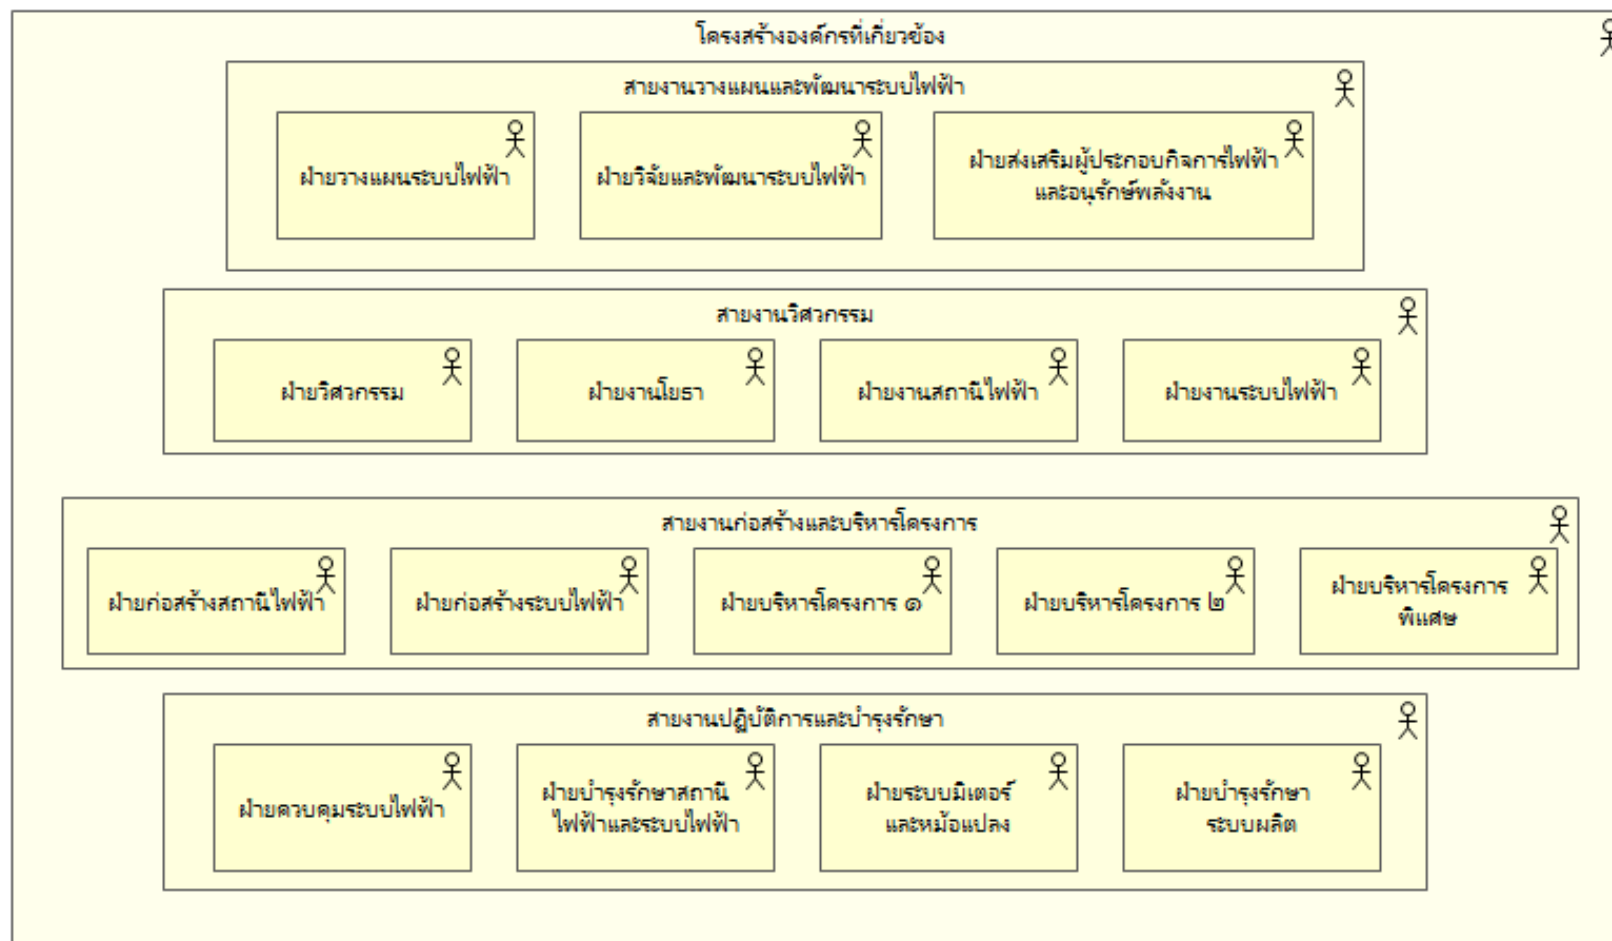 โครงสร้างองค์กรที่เกี่ยวข้อง
สายงานวางแผนและพัฒนาระบบไฟฟ้า
ฝ่ายวางแผนระบบไฟฟ้า
ฝ่ายวิจัยและพัฒนาระบบไฟฟ้า
ฝ่ายส่งเสริมผู้ประกอบกิจการไฟฟ้า
และอนุรักษ์พลังงาน
สายงานวิศวกรรม
ฝ่ายวิศวกรรม
ฝ่ายงานโยธา
ฝ่ายงานสถานีไฟฟ้า
ฝ่ายงานระบบไฟฟ้า
สายงานก่อสร้างและบริหารโครงการ
ฝ่ายก่อสร้างสถานีไฟฟ้า
ฝ่ายก่อสร้างระบบไฟฟ้า
ฝ่ายบริหารโครงการ ๑
ฝ่ายบริหารโครงการ ๒
ฝ่ายบริหารโครงการ
พิเศษ
สายงานปฏิบัติการและบำรุงรักษา
ฝ่ายควบคุมระบบไฟฟ้า
ฝ่ายบำรุงรักษาสถานี
ไฟฟ้าและระบบไฟฟ้า
ฝ่ายระบบมิเตอร์
และหม้อแปลง
ฝ่ายบำรุงรักษา
ระบบผลิต